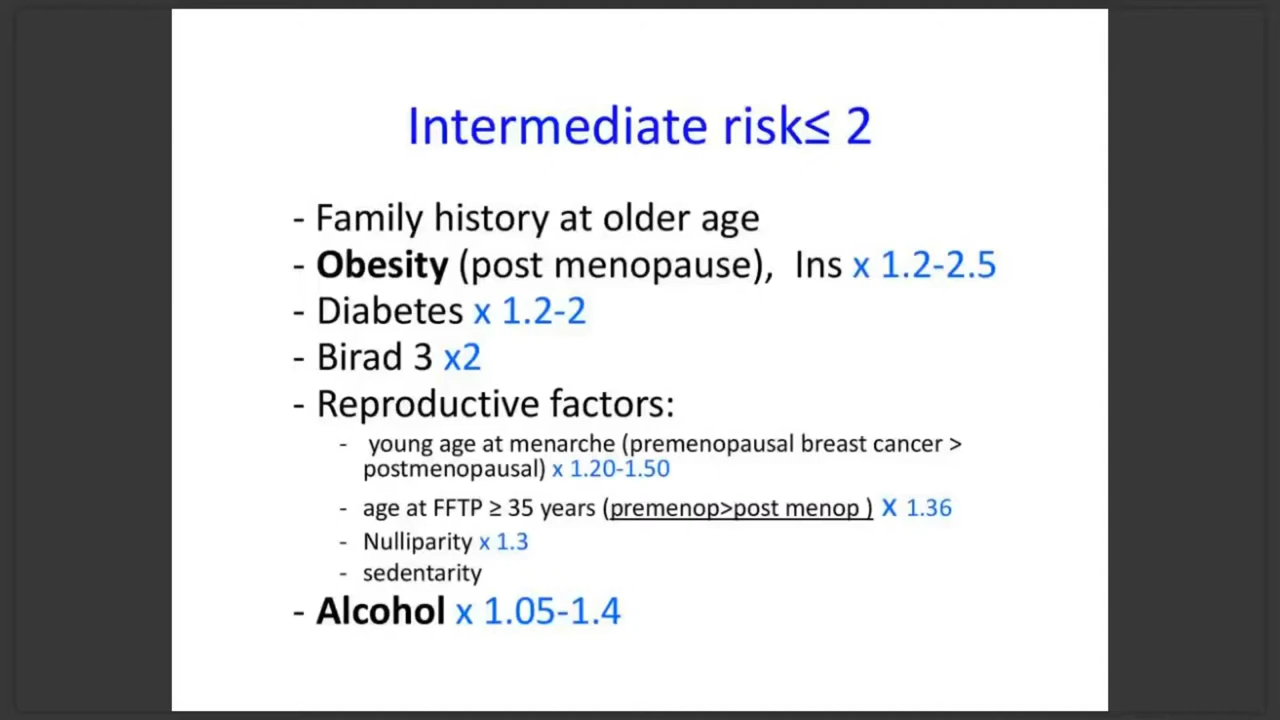 Intermediate risk≤ 2
- Family history at older age
- Obesity (post menopause), Ins x 1.2-2.5
- Diabetes x 1.2-2
- Birad 3 x2
- Reproductive factors:
- young age at menarche (premenopausal breast cancer >
postmenopausal) x 1.20-1.50
- age at FFTP ≥ 35 years (premenop>post menop ) X 1.36
- Nulliparity x 1.3
- sedentarity
- Alcohol x 1.05-1.4